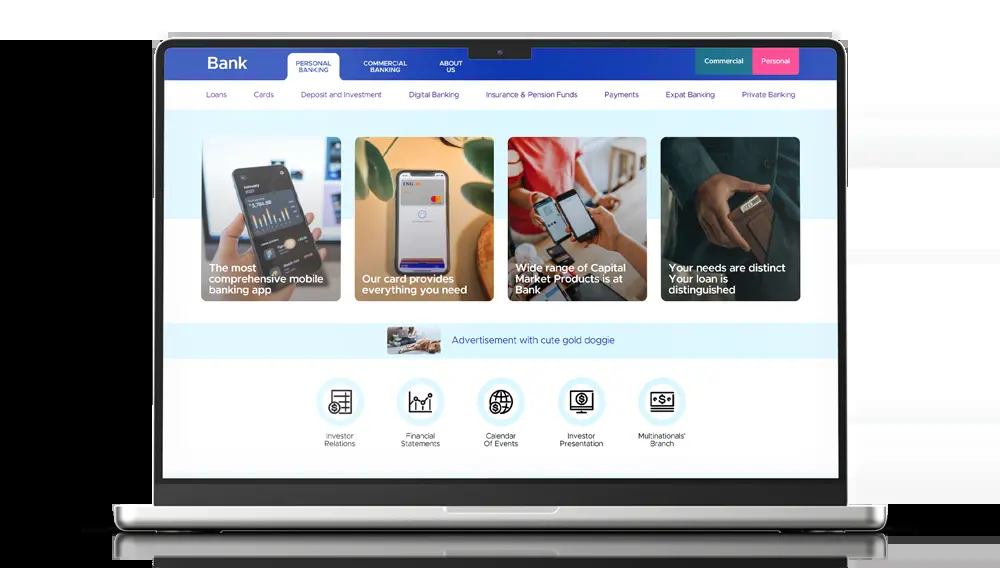 Bank
PERSONAL
BANKING
COMMERCIAL
BANKING
ABOUT
US
Commercial
Personal
Loans
Cards
Deposit and Investment
Digital Banking
Insurance & Pension Funds
Payments
Expat Banking
Private Banking
February
ING
The most
comprehensive mobile
banking app
Our card provides
everything you need
Wide range of Capital
Market Products is at
Bank
Your needs are distinct
Your loan is
distinguished
Advertisement with cute gold doggie
Investor
Relations
Financial
Statements
Calendar
Of Events
Investor
Presentation
Multinationals'
Branch